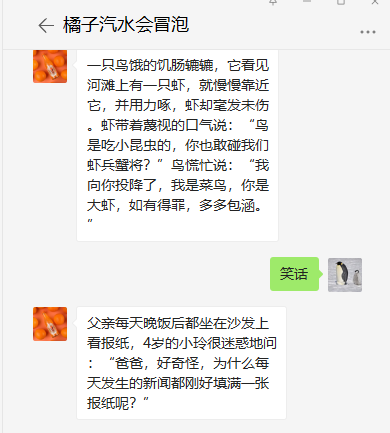 橘子汽水会冒泡
一只鸟饿的饥肠辘辘，它看见
河滩上有一只虾，就慢慢靠近
它，并用力啄，虾却毫发未伤
。虾带着蔑视的口气说：“鸟
是吃小昆虫的，你也敢碰我们
虾兵蟹将？”鸟慌忙说：“我
向你投降了，我是菜鸟，你是
大虾，如有得罪，多多包涵。
”
笑话
父亲每天晚饭后都坐在沙发上
看报纸，4岁的小玲很迷惑地问
：“爸爸，好奇怪，为什么每
天发生的新闻都刚好填满一张
报纸呢？”